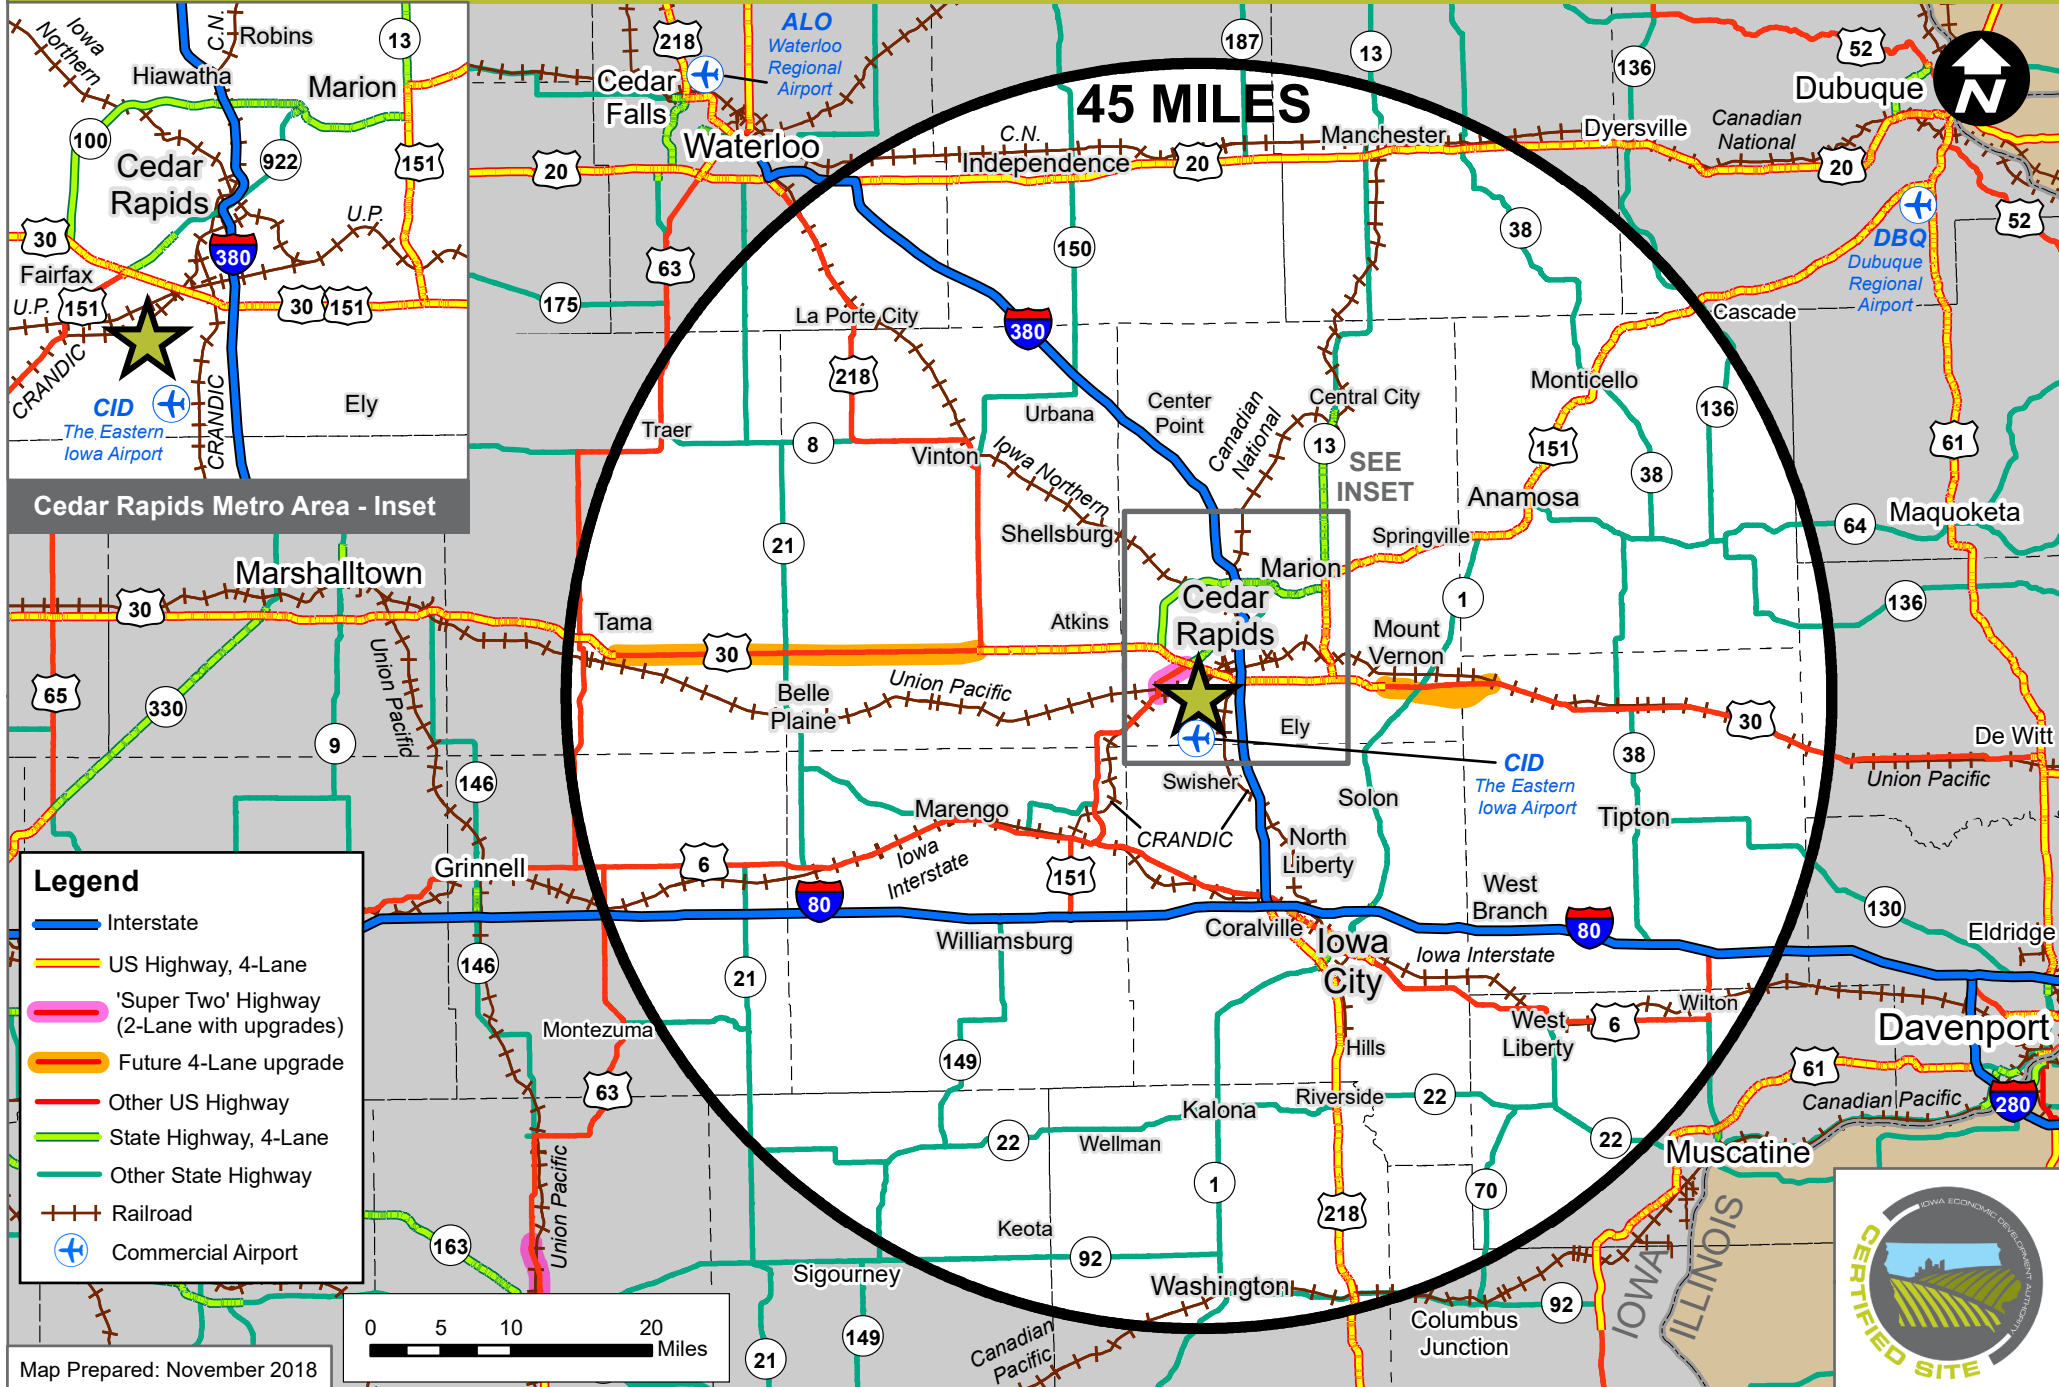 Iowa
Northern
C.N.
Robins
13
Hiawatha
Marion
100
922
151
Cedar
Rapids
U.P.
30
380
Fairfax
U.P.
151
30
151
CRANDIC
CID
The Eastern
Iowa Airport
CRANDIC
Ely
Cedar Rapids Metro Area - Inset
218
ALO
Waterloo
Regional
Airport
Cedar
Falls
Waterloo
187
13
136
52
Dubuque
N
45 MILES
C.N.
Independence
20
20
Manchester
Dyersville
Canadian
National
20
52
DBQ
Dubuque
Regional
Airport
63
150
38
175
La Porte City
380
Cascade
218
Urbana
Center
Point
Canadian
National
Central City
Monticello
136
Traer
8
Vinton
Iowa Northern
13
SEE
INSET
151
38
61
Anamosa
21
Shellsburg
Springville
64
Maquoketa
Marshalltown
Marion
30
Tama
Atkins
Cedar
Rapids
1
136
Mount
Vernon
30
Union Pacific
65
330
9
Belle
Plaine
Union Pacific
Ely
30
De Witt
38
Union Pacific
146
Swisher
CID
The Eastern
Iowa Airport
Marengo
CRANDIC
Solon
Tipton
North
Liberty
6
Iowa
Interstate
151
Grinnell
80
West
Branch
80
130
Eldridge
Williamsburg
Coralville
Iowa
City
Iowa Interstate
146
21
Wilton
Montezuma
West
Liberty
6
Davenport
149
Hills
61
63
Riverside
22
Canadian Pacific
280
Kalona
22
Wellman
22
Muscatine
Union Pacific
1
70
218
Keota
163
92
Sigourney
Washington
92
Columbus
Junction
149
21
Canadian
Pacific
IOWA
ILLINOIS
Legend
Interstate
US Highway, 4-Lane
'Super Two' Highway
(2-Lane with upgrades)
Future 4-Lane upgrade
Other US Highway
State Highway, 4-Lane
Other State Highway
Railroad
Commercial Airport
0 5 10 20
Miles
Map Prepared: November 2018
IOWA ECONOMIC DEVELOPMENT AUTHORITY
CERTIFIED SITE